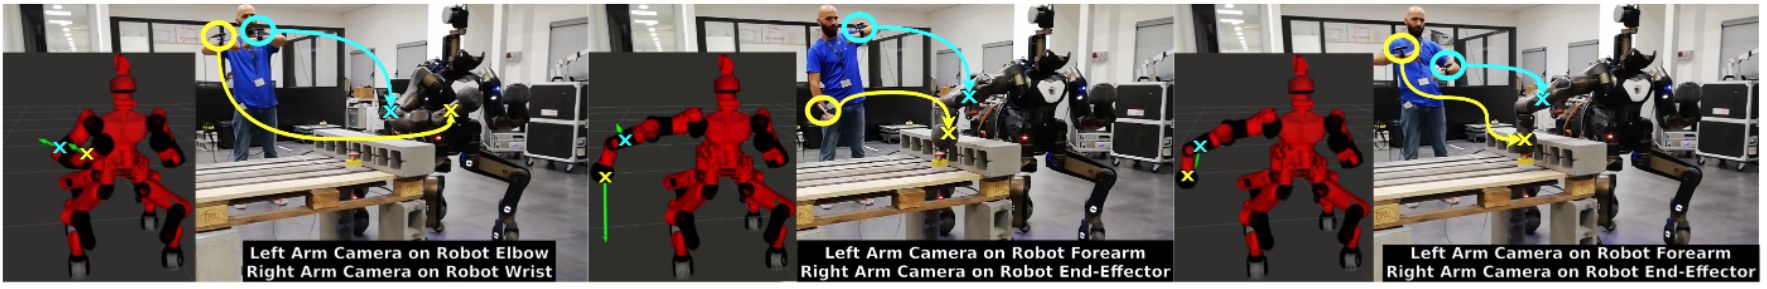 Left Arm Camera on Robot Elbow
Right Arm Camera on Robot Wrist
Left Arm Camera on Robot Forearm
Right Arm Camera on Robot End-Effector
Left Arm Camera on Robot Forearm
Right Arm Camera on Robot End-Effector
EPAL